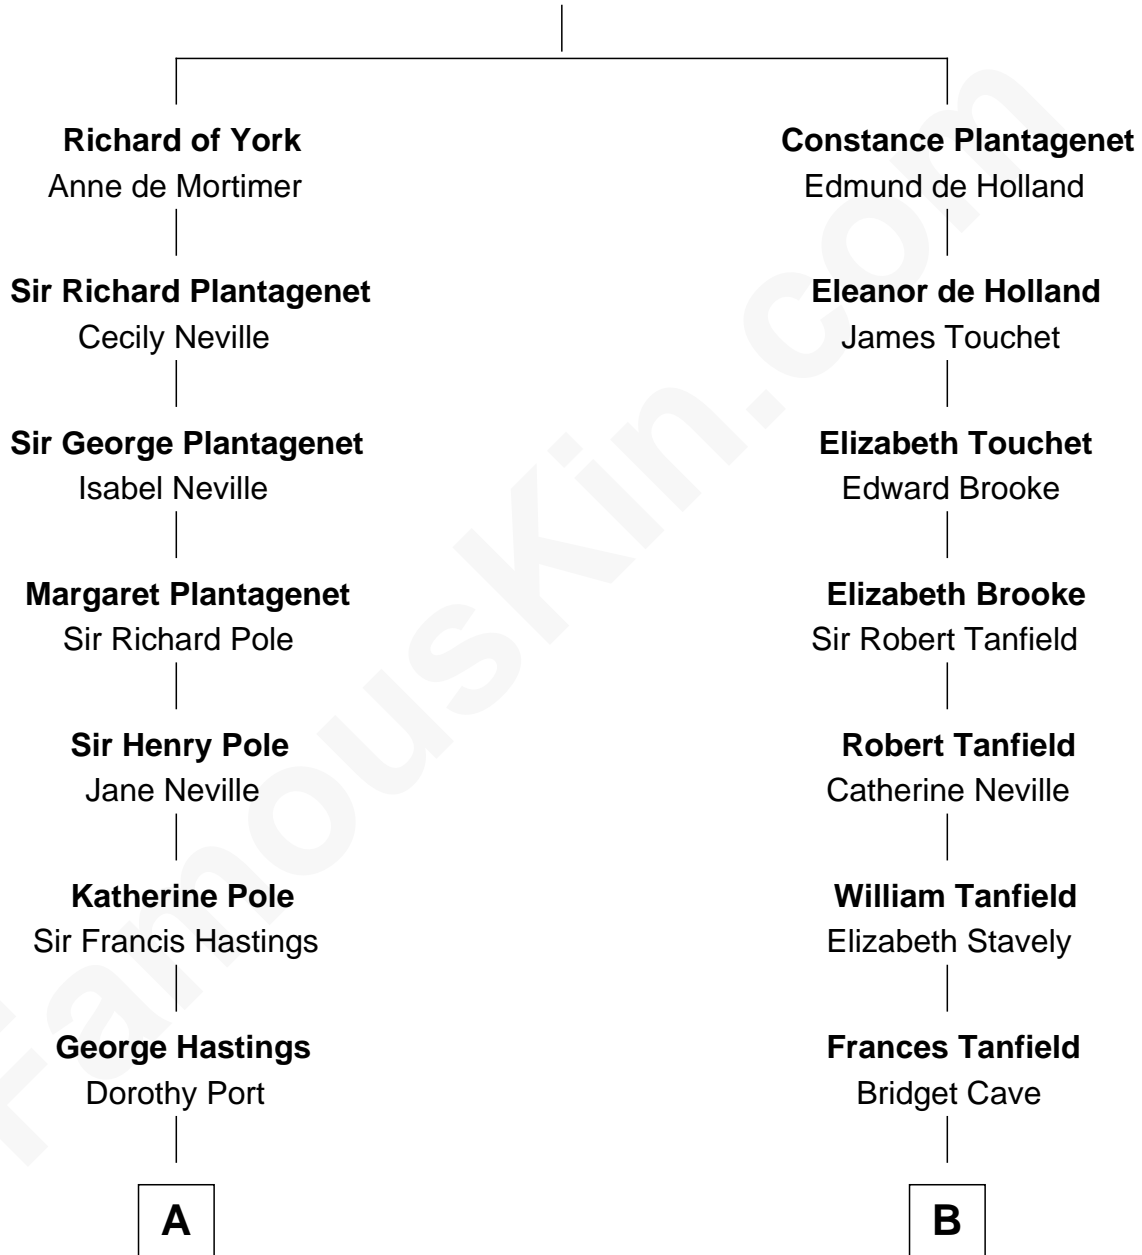 Richard of York
Anne de Mortimer
Sir Richard Plantagenet
Cecily Neville
Sir George Plantagenet
Isabel Neville
Margaret Plantagenet
Sir Richard Pole
Sir Henry Pole
Jane Neville
Katherine Pole
Sir Francis Hastings
George Hastings
Dorothy Port
A
Constance Plantagenet
Edmund de Holland
Eleanor de Holland
James Touchet
Elizabeth Touchet
Edward Brooke
Elizabeth Brooke
Sir Robert Tanfield
Robert Tanfield
Catherine Neville
William Tanfield
Elizabeth Stavely
Frances Tanfield
Bridget Cave
B
FamousKin.com